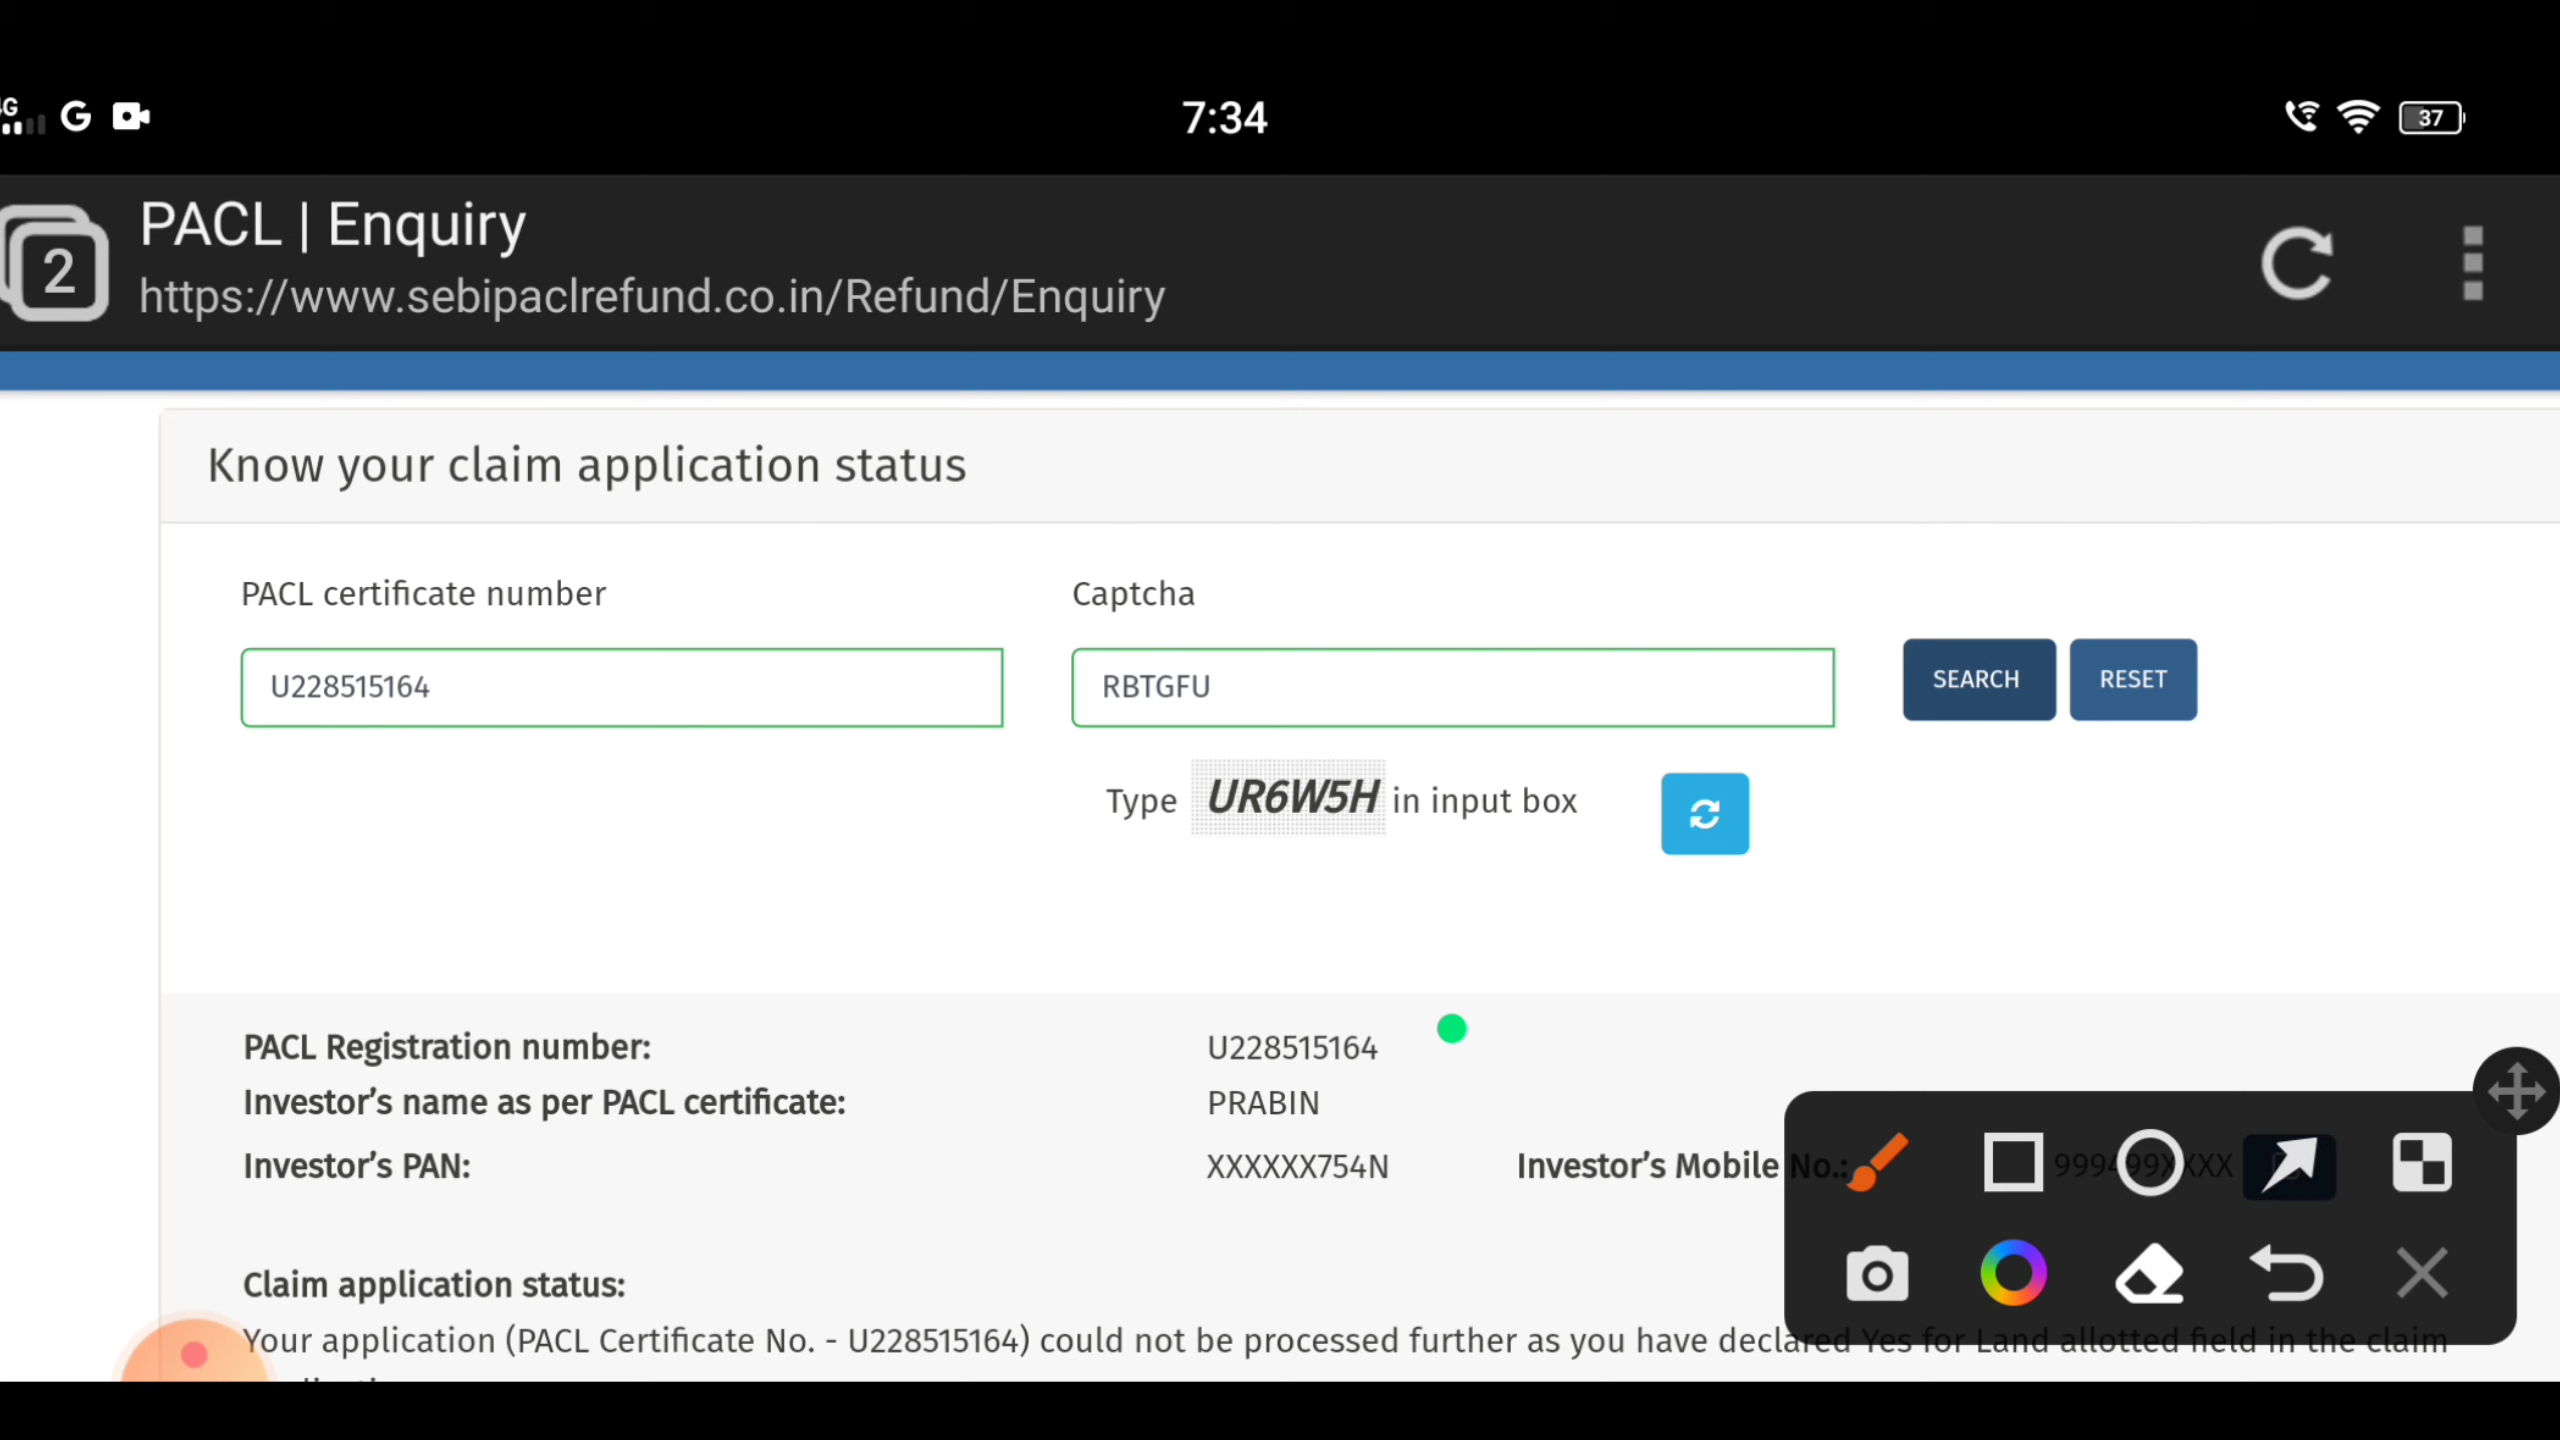 4G
7:34
37
2
PACL | Enquiry
https://www.sebipaclrefund.co.in/Refund/Enquiry
Know your claim application status
PACL certificate number
Captcha
U228515164
RBTGFU
SEARCH
RESET
Type UR6W5H in input box
PACL Registration number: U228515164
Investor's name as per PACL certificate: PRABIN
Investor's PAN: XXXXXX754N Investor's Mobile No.:
Claim application status:
Your application (PACL Certificate No. - U228515164) could not be processed further as you have declared Yes for Land allotted field in the claim